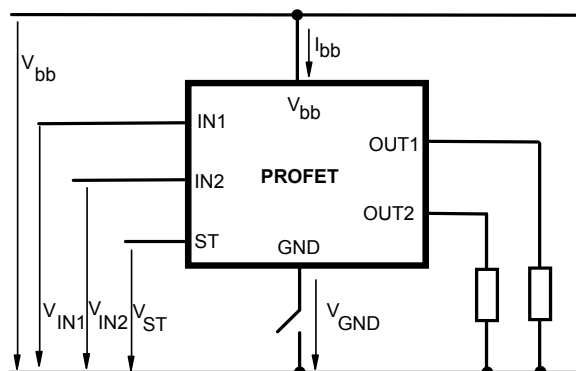 V_bb
I_bb
IN1
V_bb
OUT1
IN2
PROFET
OUT2
ST
GND
V_IN1
V_IN2
V_ST
V_GND